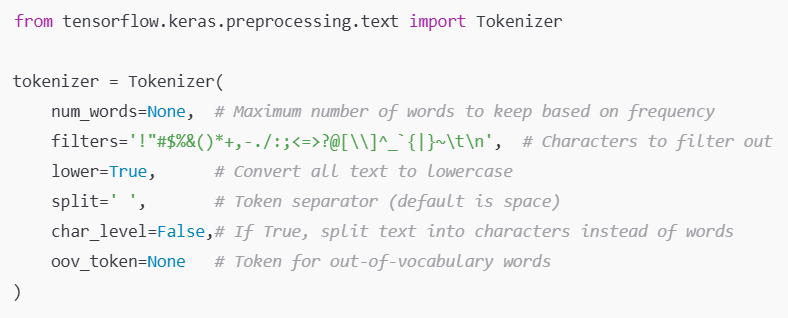 from tensorflow.keras.preprocessing.text import Tokenizer

tokenizer = Tokenizer(
    num_words=None,  # Maximum number of words to keep based on frequency
    filters='!"#$%&()*+,-./:;<=>?@[\\]^_`{|}~\t\n',  # Characters to filter out
    lower=True,      # Convert all text to lowercase
    split=' ',       # Token separator (default is space)
    char_level=False,# If True, split text into characters instead of words
    oov_token=None   # Token for out-of-vocabulary words
)